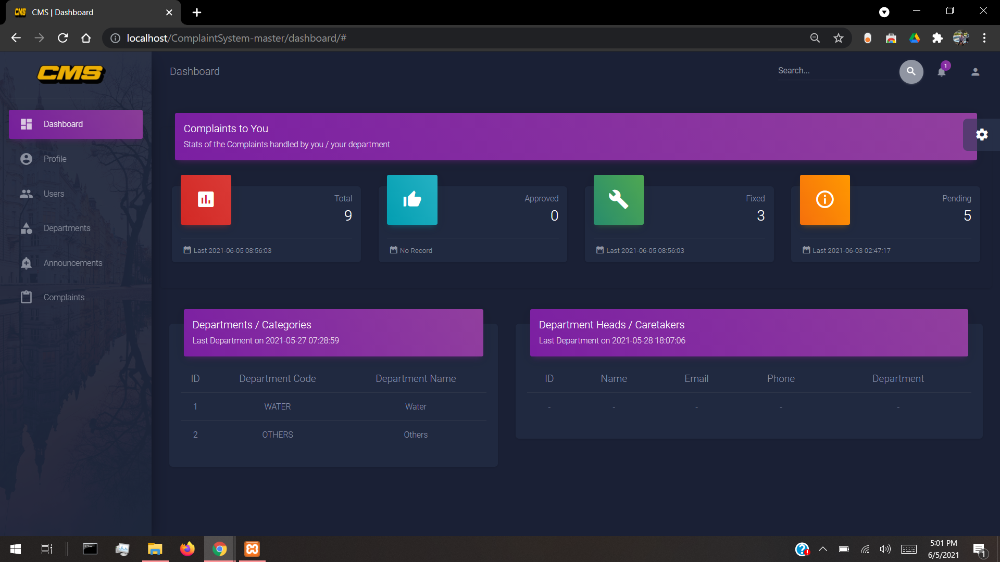 CMS
CMS | Dashboard
localhost/ComplaintSystem-master/dashboard/#
CMS
Dashboard
Search...
1
Dashboard
Profile
Users
Departments
Announcements
Complaints
Complaints to You
Stats of the Complaints handled by you / your department
Total
9
Last 2021-06-05 08:56:03
Approved
0
No Record
Fixed
3
Last 2021-06-05 08:56:03
Pending
5
Last 2021-06-03 02:47:17
Departments / Categories
Last Department on 2021-05-27 07:28:59
ID Department Code Department Name
1 WATER Water
2 OTHERS Others
Department Heads / Caretakers
Last Department on 2021-05-28 18:07:06
ID Name Email Phone Department
- - - - -
5:01 PM
6/5/2021
1